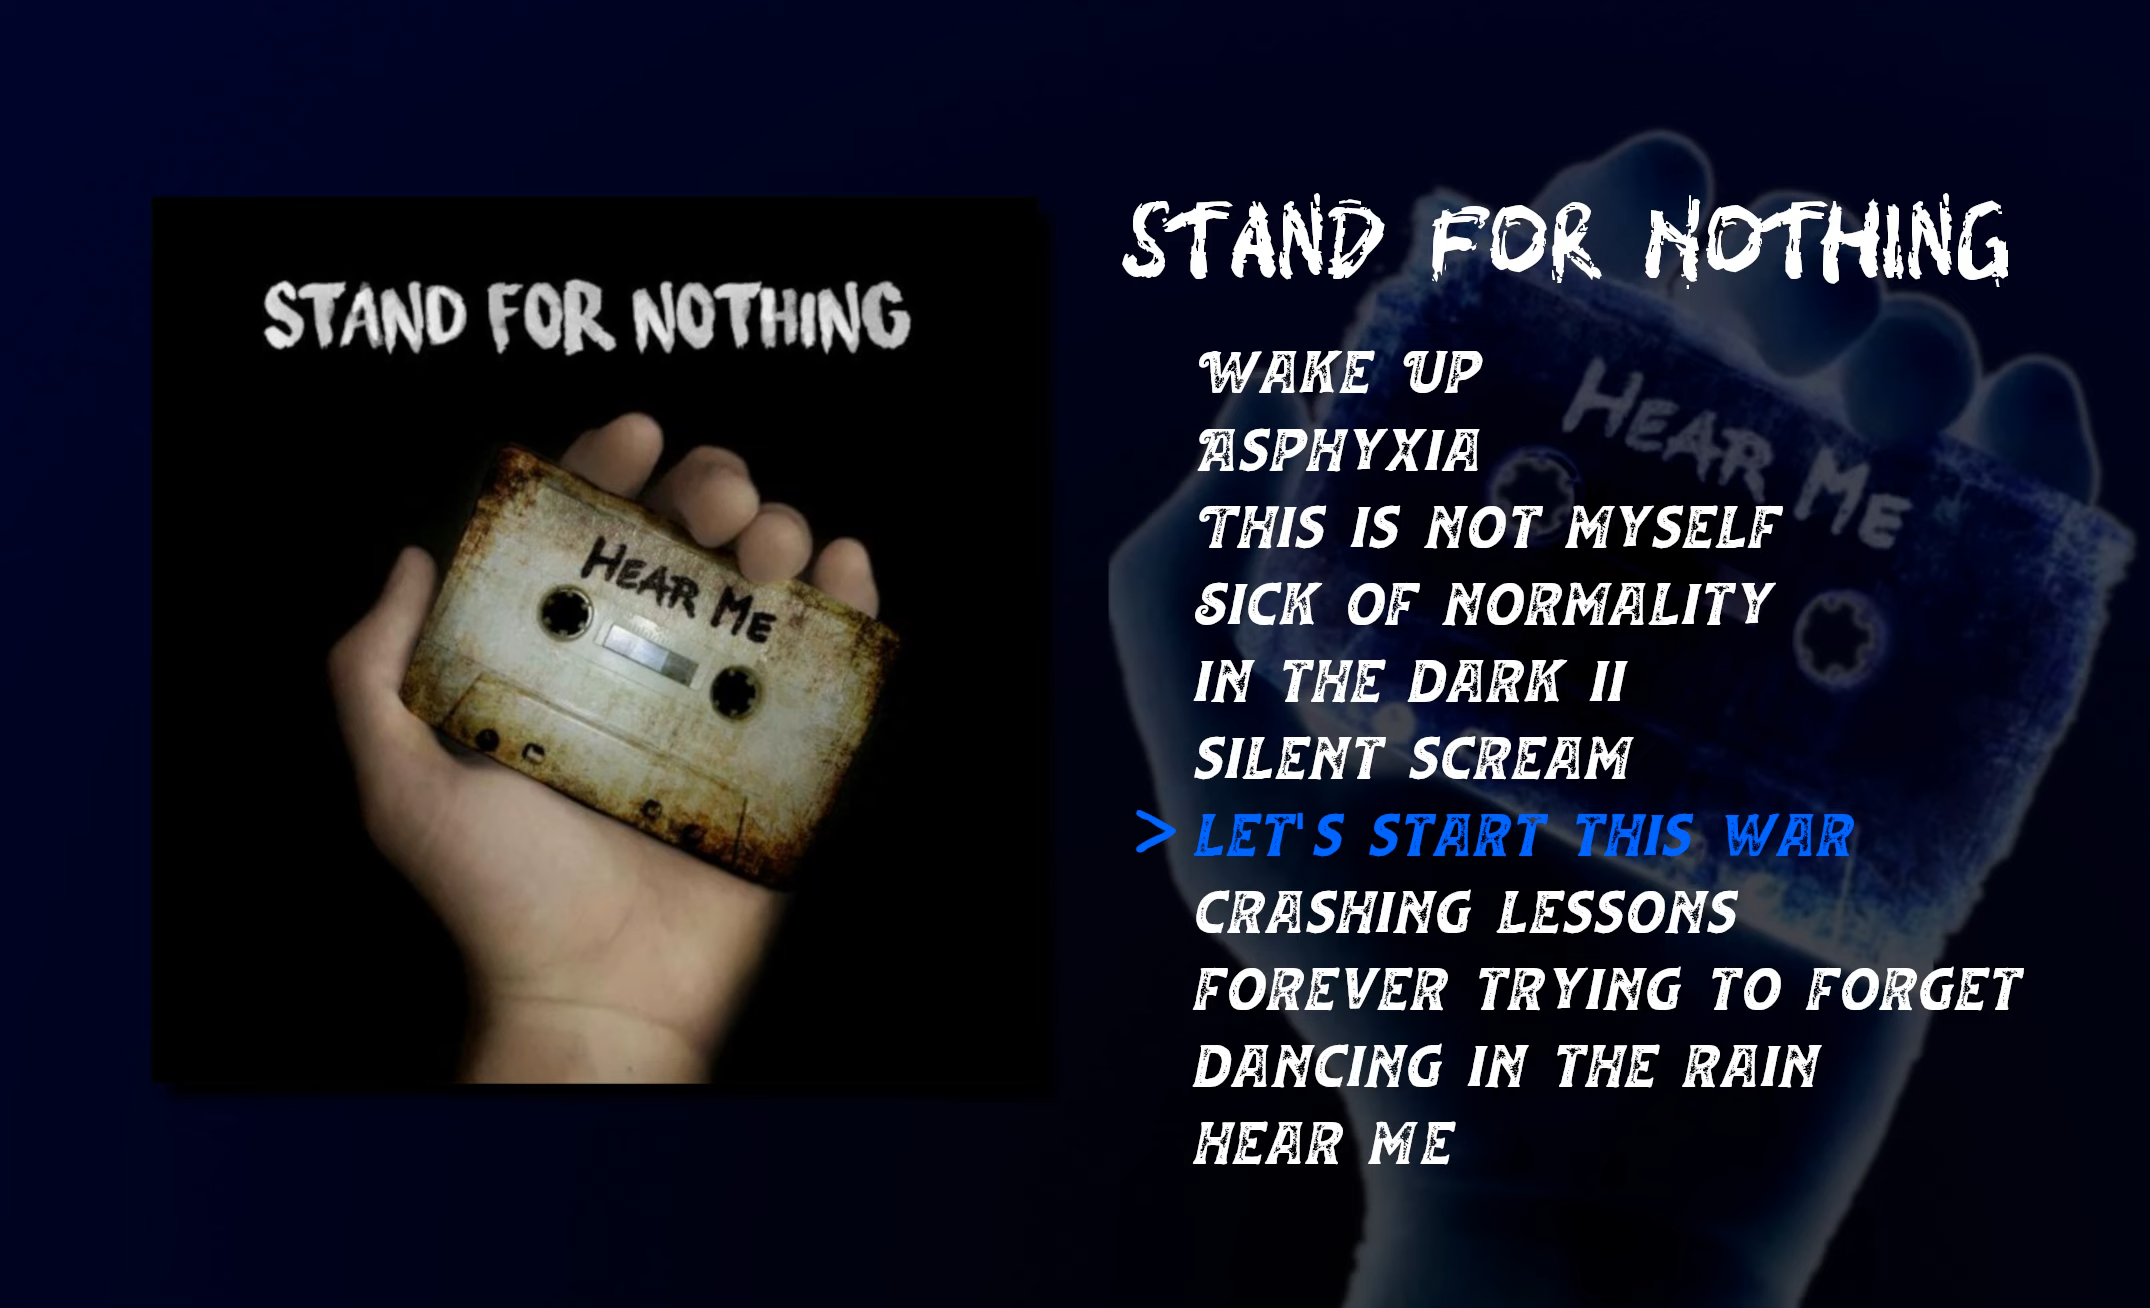 STAND FOR NOTHING
HEAR ME
STAND FOR NOTHING
WAKE UP
ASPHYXIA
THIS IS NOT MYSELF
SICK OF NORMALITY
IN THE DARK II
SILENT SCREAM
> LET'S START THIS WAR
CRASHING LESSONS
FOREVER TRYING TO FORGET
DANCING IN THE RAIN
HEAR ME
HEAR ME